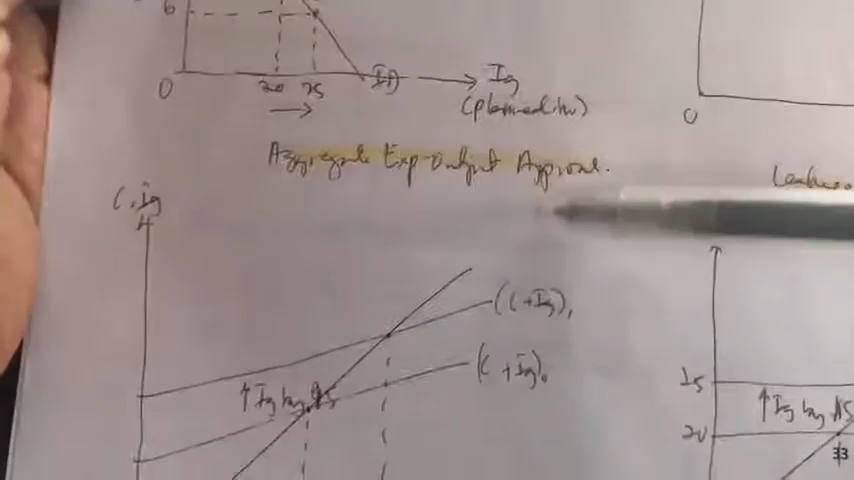 6
0 20 25 ID Ig
(planned inv)
Aggregate Exp-Output Approach.
C, Ig
(C+Ig)₁
(C+Ig)₀
↑Ig by $5
0
25
↑Ig by $5
20
33